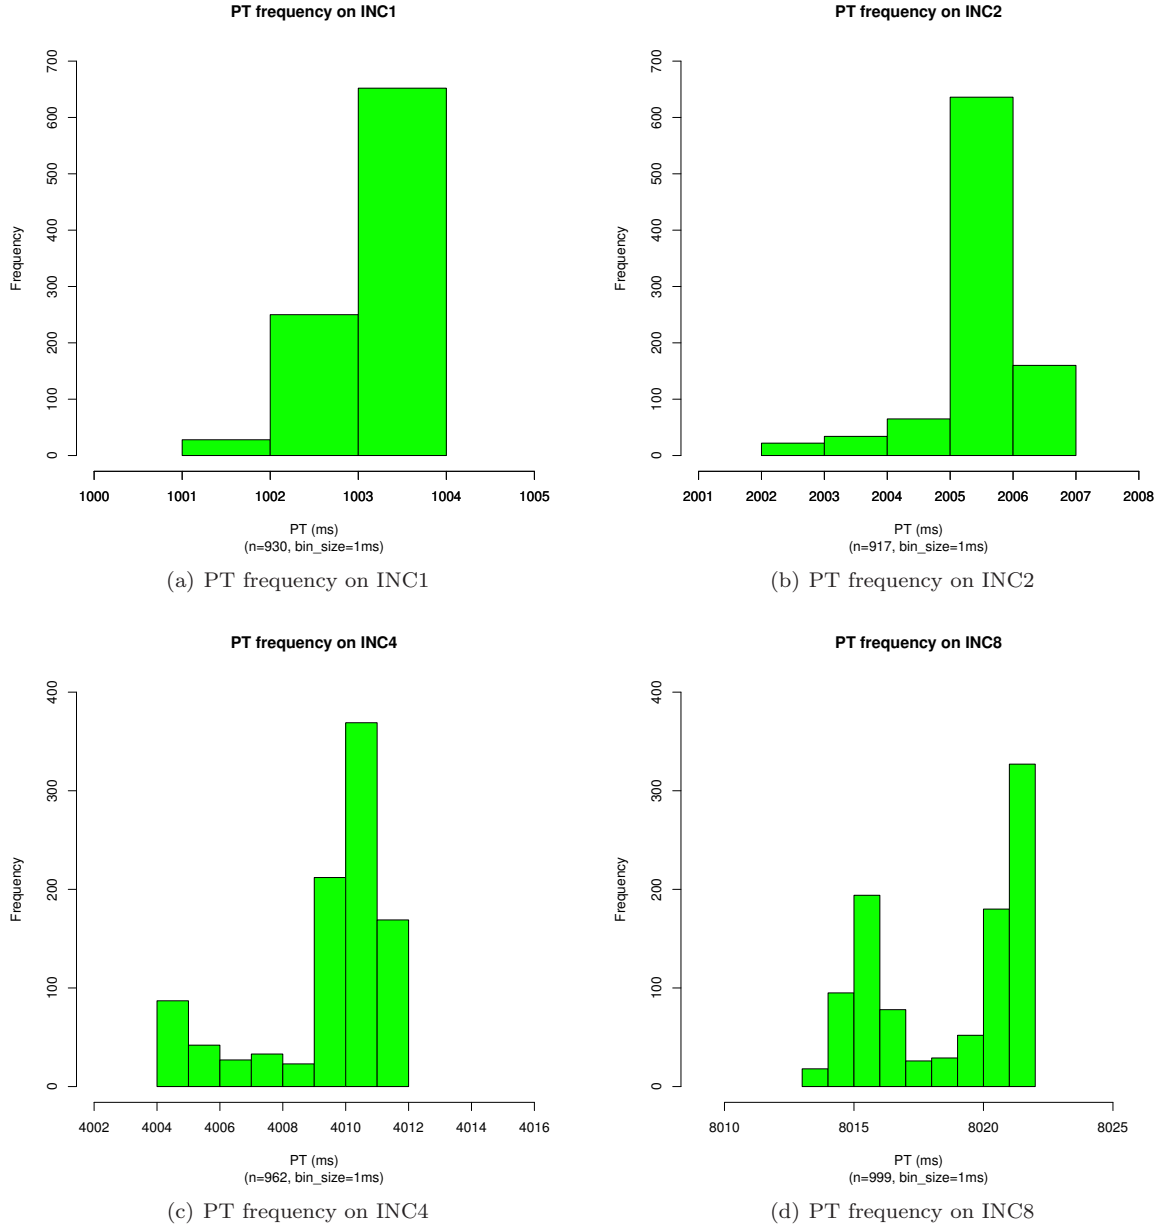 PT frequency on INC1
700
600
500
400
300
200
100
0
Frequency
1000 1001 1002 1003 1004 1005
PT (ms)
(n=930, bin_size=1ms)
(a) PT frequency on INC1
PT frequency on INC2
700
600
500
400
300
200
100
0
Frequency
2001 2002 2003 2004 2005 2006 2007 2008
PT (ms)
(n=917, bin_size=1ms)
(b) PT frequency on INC2
PT frequency on INC4
400
300
200
100
0
Frequency
4002 4004 4006 4008 4010 4012 4014 4016
PT (ms)
(n=962, bin_size=1ms)
(c) PT frequency on INC4
PT frequency on INC8
400
300
200
100
0
Frequency
8010 8015 8020 8025
PT (ms)
(n=999, bin_size=1ms)
(d) PT frequency on INC8